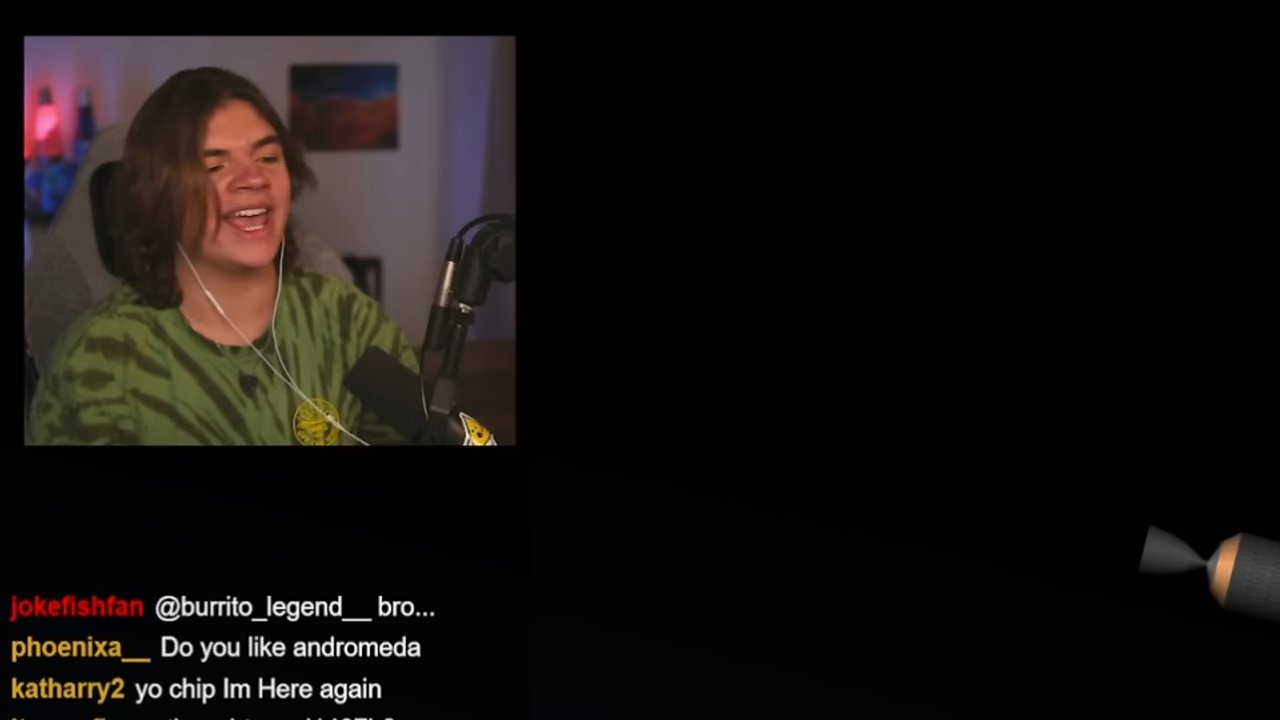 jokefishfan @burrito_legend__ bro...
phoenixa__ Do you like andromeda
katharry2 yo chip Im Here again